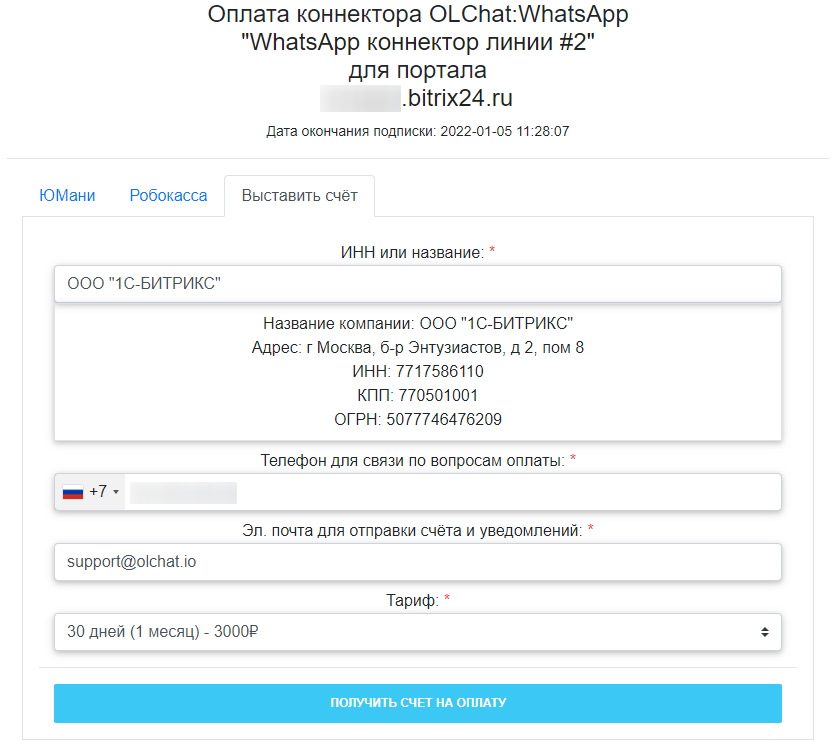 Оплата коннектора OLChat:WhatsApp
"WhatsApp коннектор линии #2"
для портала
.bitrix24.ru
Дата окончания подписки: 2022-01-05 11:28:07
ЮМани Робокасса Выставить счёт
ИНН или название: *
ООО "1С-БИТРИКС"
Название компании: ООО "1С-БИТРИКС"
Адрес: г Москва, б-р Энтузиастов, д 2, пом 8
ИНН: 7717586110
КПП: 770501001
ОГРН: 5077746476209
Телефон для связи по вопросам оплаты: *
+7
Эл. почта для отправки счёта и уведомлений: *
support@olchat.io
Тариф: *
30 дней (1 месяц) - 3000₽
ПОЛУЧИТЬ СЧЕТ НА ОПЛАТУ